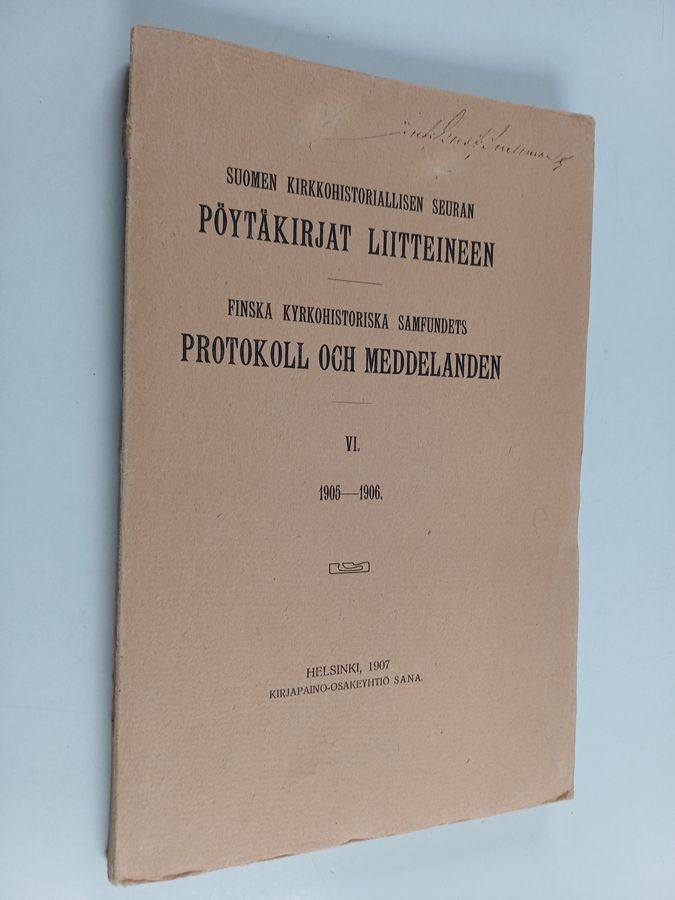 SUOMEN KIRKKOHISTORIALLISEN SEURAN
PÖYTÄKIRJAT LIITTEINEEN
FINSKA KYRKOHISTORISKA SAMFUNDETS
PROTOKOLL OCH MEDDELANDEN
VI.
1905—1906.
HELSINKI, 1907
KIRJAPAINO-OSAKEYHTIÖ SANA.